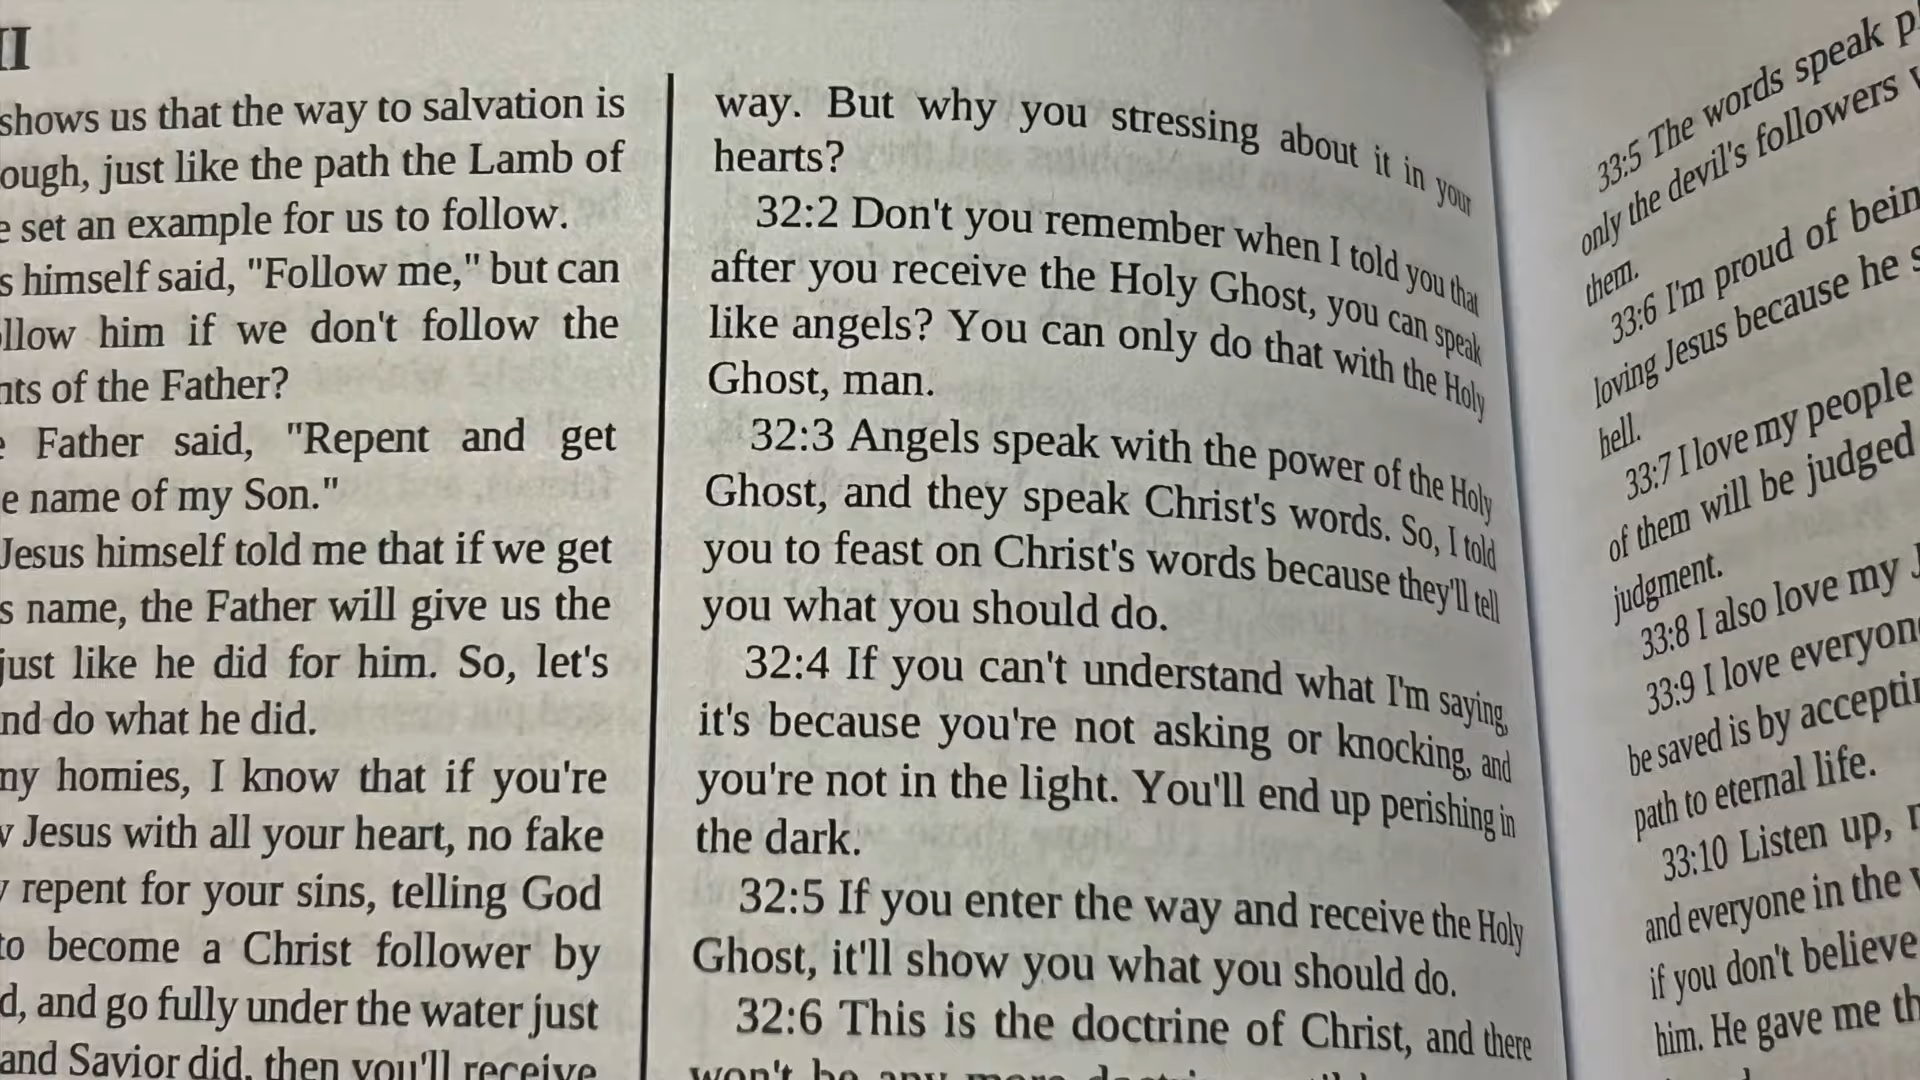 II
shows us that the way to salvation is
ough, just like the path the Lamb of
e set an example for us to follow.
s himself said, "Follow me," but can
llow him if we don't follow the
nts of the Father?
e Father said, "Repent and get
e name of my Son."
Jesus himself told me that if we get
s name, the Father will give us the
just like he did for him. So, let's
nd do what he did.
my homies, I know that if you're
w Jesus with all your heart, no fake
y repent for your sins, telling God
to become a Christ follower by
d, and go fully under the water just
and Savior did, then you'll receive
way. But why you stressing about it in your
hearts?
32:2 Don't you remember when I told you that
after you receive the Holy Ghost, you can speak
like angels? You can only do that with the Holy
Ghost, man.
32:3 Angels speak with the power of the Holy
Ghost, and they speak Christ's words. So, I told
you to feast on Christ's words because they'll tell
you what you should do.
32:4 If you can't understand what I'm saying,
it's because you're not asking or knocking, and
you're not in the light. You'll end up perishing in
the dark.
32:5 If you enter the way and receive the Holy
Ghost, it'll show you what you should do.
32:6 This is the doctrine of Christ, and there
won't be any more
33:5 The words speak
only the devil's followers
them.
33:6 I'm proud of bein
loving Jesus because he s
hell.
33:7 I love my people
of them will be judged
judgment.
33:8 I also love my J
33:9 I love everyon
be saved is by acceptin
path to eternal life.
33:10 Listen up,
and everyone in the
if you don't believe
him. He gave me th